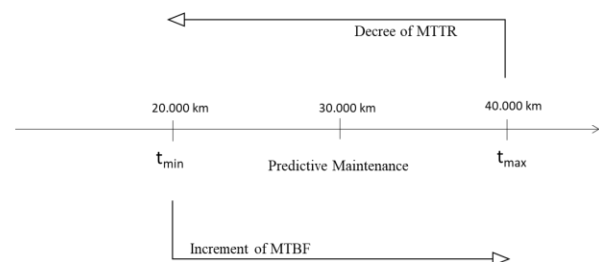 Decree of MTTR
20.000 km 30.000 km 40.000 km
tmin Predictive Maintenance tmax
Increment of MTBF